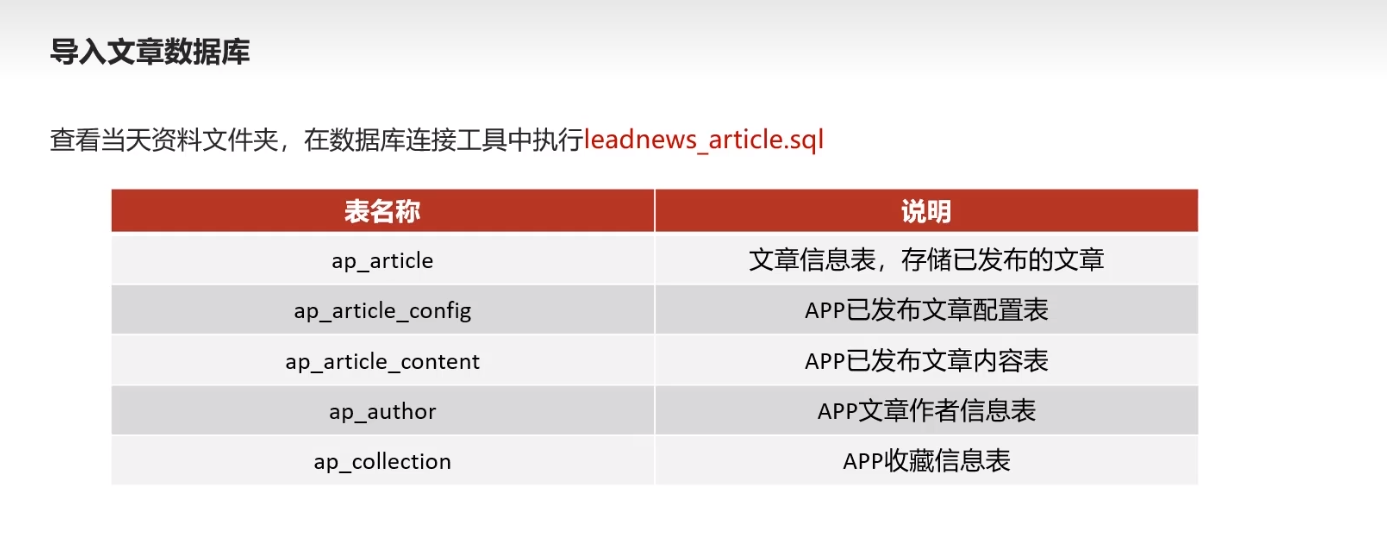 导入文章数据库
查看当天资料文件夹，在数据库连接工具中执行leadnews_article.sql
表名称 说明
ap_article 文章信息表，存储已发布的文章
ap_article_config APP已发布文章配置表
ap_article_content APP已发布文章内容表
ap_author APP文章作者信息表
ap_collection APP收藏信息表